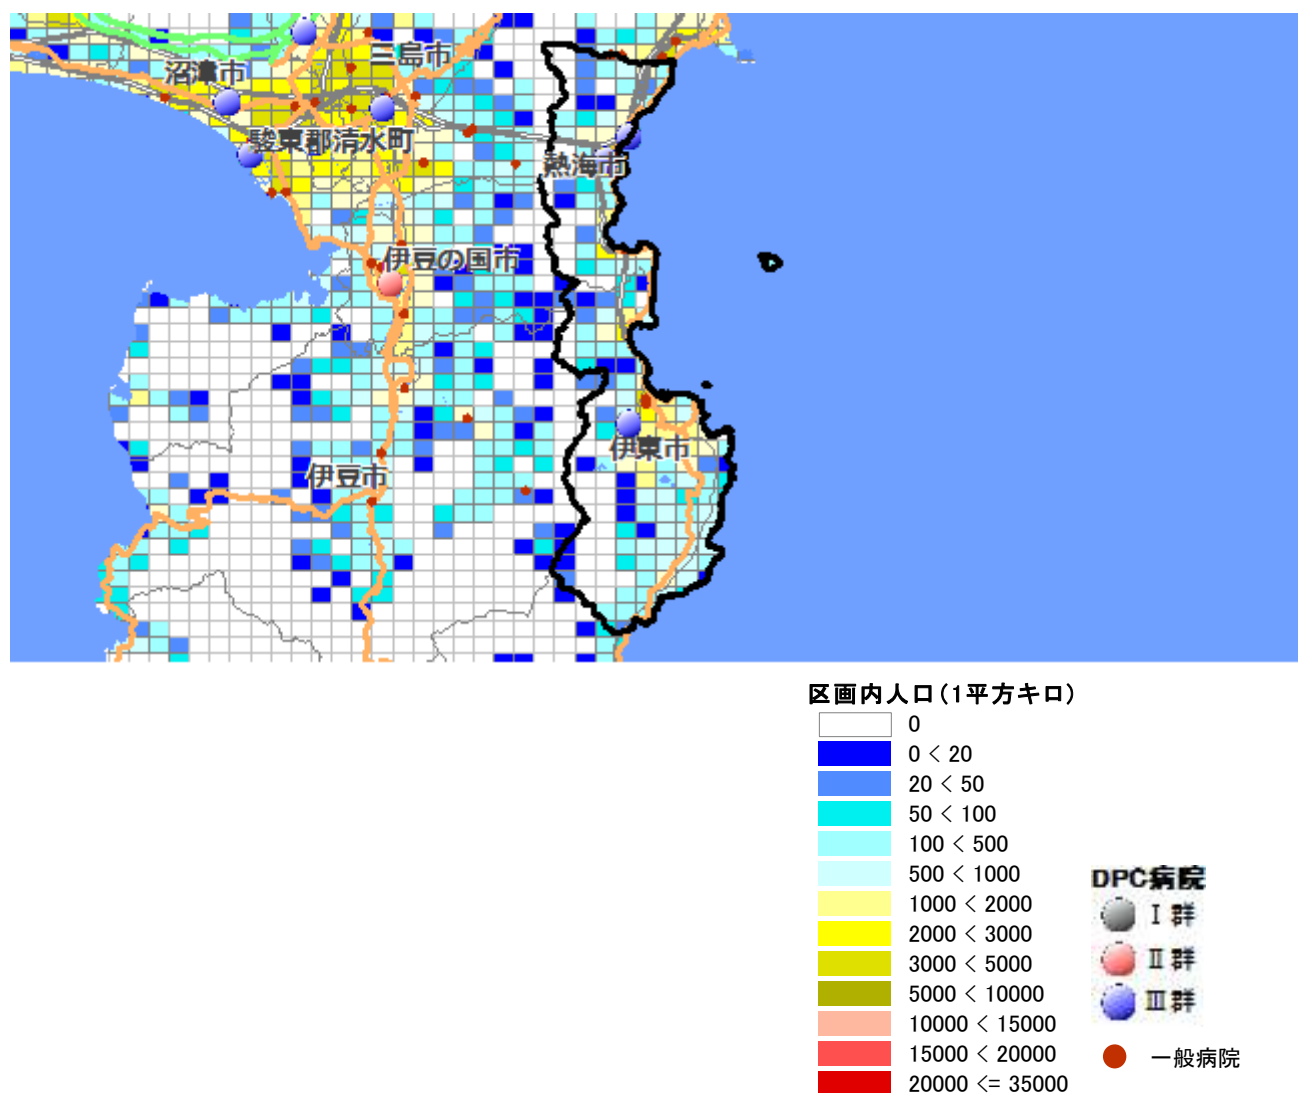 三島市
沼津市
駿東郡清水町
熱海市
伊豆の国市
伊東市
伊豆市
区画内人口(1平方キロ)
0
0 < 20
20 < 50
50 < 100
100 < 500
500 < 1000
1000 < 2000
2000 < 3000
3000 < 5000
5000 < 10000
10000 < 15000
15000 < 20000
20000 <= 35000
DPC病院
Ⅰ群
Ⅱ群
Ⅲ群
一般病院